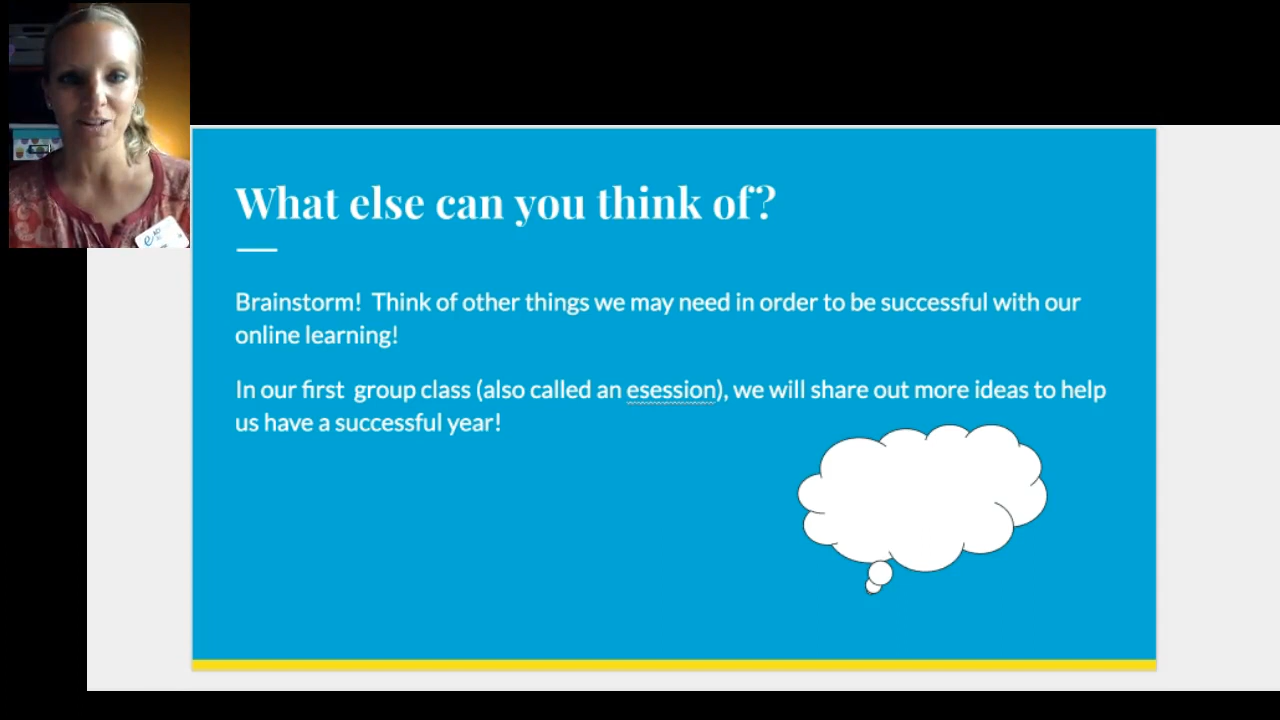 What else can you think of?
Brainstorm!  Think of other things we may need in order to be successful with our
online learning!
In our first  group class (also called an esession), we will share out more ideas to help
us have a successful year!